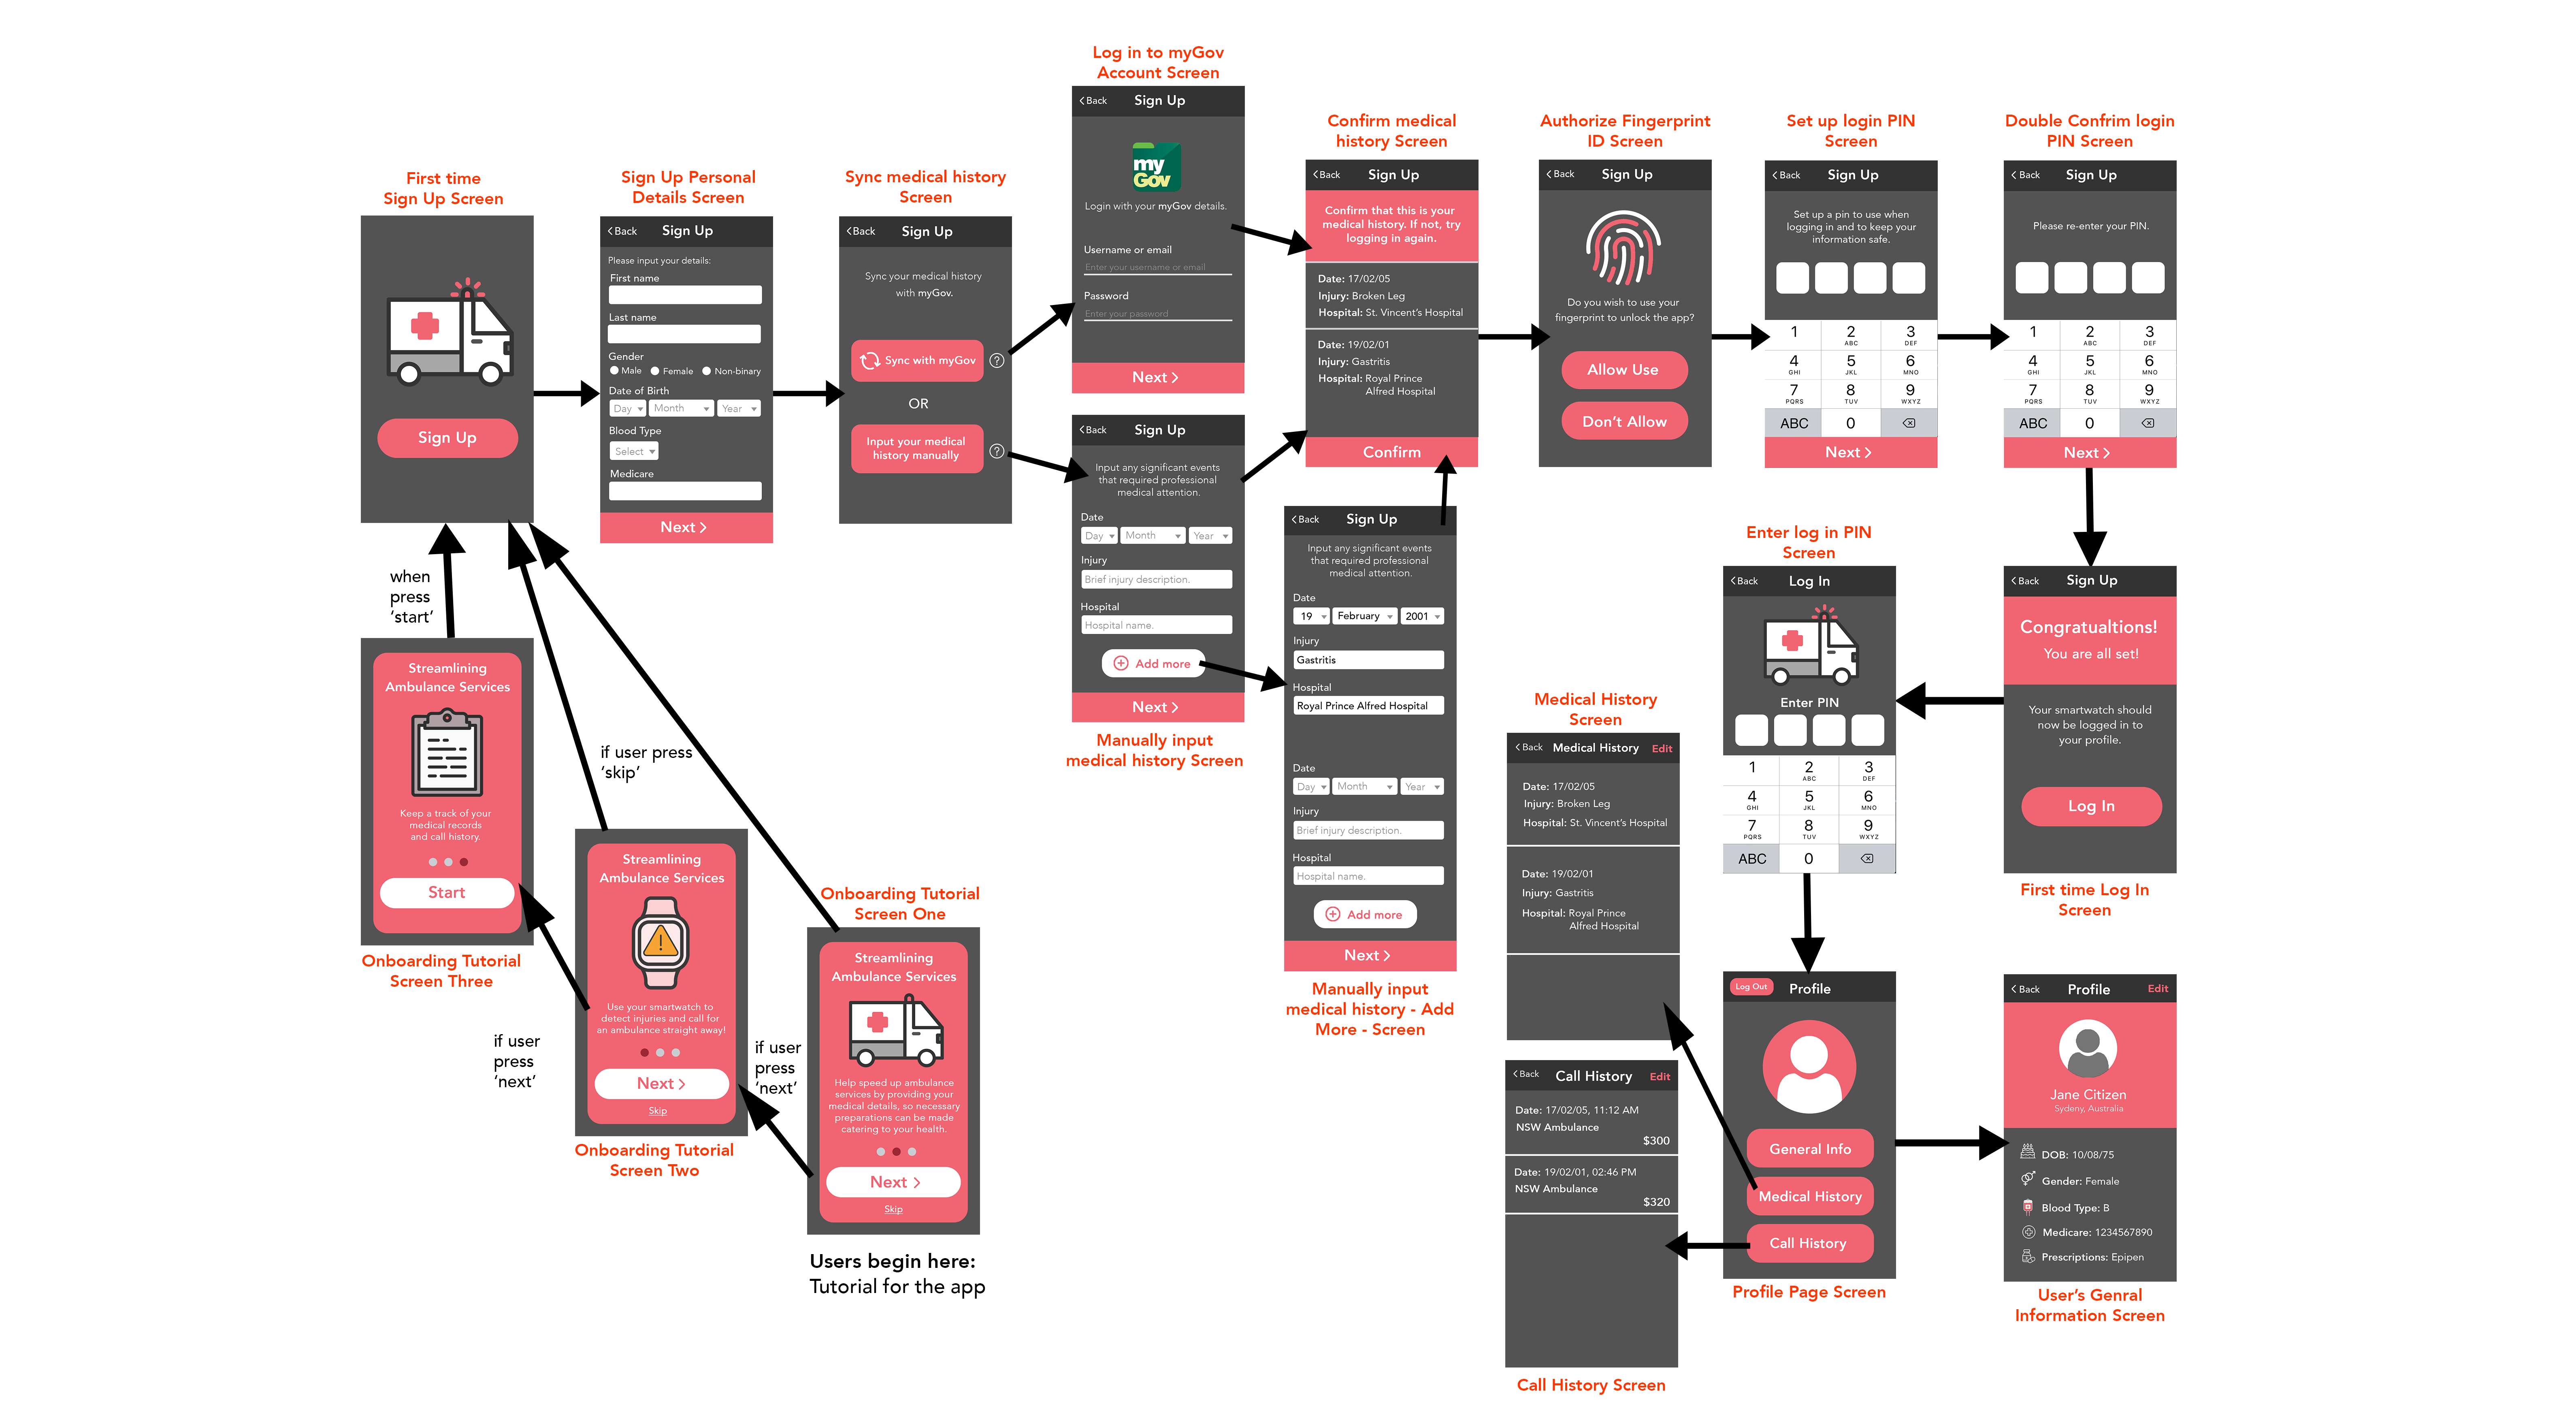 Log in to myGov
Account Screen
< Back
Sign Up
my
Gov
Login with your myGov details.
Username or email
Enter your username or email
Password
Enter your password
Next >
First time
Sign Up Screen
Sign Up
Sign Up Personal
Details Screen
< Back
Sign Up
Please input your details:
First name
Last name
Gender
Male Female Non-binary
Date of Birth
Day Month Year
Blood Type
Select
Medicare
Next >
Sync medical history
Screen
< Back
Sign Up
Sync your medical history
with myGov.
Sync with myGov
?
OR
Input your medical
history manually
?
< Back
Sign Up
Input any significant events
that required professional
medical attention.
Date
Day Month Year
Injury
Brief injury description.
Hospital
Hospital name.
Add more
Next >
Manually input
medical history Screen
Confirm medical
history Screen
< Back
Sign Up
Confirm that this is your
medical history. If not, try
logging in again.
Date: 17/02/05
Injury: Broken Leg
Hospital: St. Vincent's Hospital
Date: 19/02/01
Injury: Gastritis
Hospital: Royal Prince
Alfred Hospital
Confirm
Authorize Fingerprint
ID Screen
< Back
Sign Up
Do you wish to use your
fingerprint to unlock the app?
Allow Use
Don't Allow
Set up login PIN
Screen
< Back
Sign Up
Set up a pin to use when
logging in and to keep your
information safe.
1 2 3
ABC DEF
4 5 6
GHI JKL MNO
7 8 9
PQRS TUV WXYZ
ABC 0
Next >
Double Confrim login
PIN Screen
< Back
Sign Up
Please re-enter your PIN.
1 2 3
ABC DEF
4 5 6
GHI JKL MNO
7 8 9
PQRS TUV WXYZ
ABC 0
Next >
< Back
Sign Up
Congratualtions!
You are all set!
Your smartwatch should
now be logged in to
your profile.
Log In
First time Log In
Screen
Enter log in PIN
Screen
< Back
Log In
Enter PIN
1 2 3
ABC DEF
4 5 6
GHI JKL MNO
7 8 9
PQRS TUV WXYZ
ABC 0
< Back
Sign Up
Input any significant events
that required professional
medical attention.
Date
19 February 2001
Injury
Gastritis
Hospital
Royal Prince Alfred Hospital
Date
Day Month Year
Injury
Brief injury description.
Hospital
Hospital name.
Add more
Next >
Manually input
medical history - Add
More - Screen
Medical History
Screen
< Back
Medical History
Edit
Date: 17/02/05
Injury: Broken Leg
Hospital: St. Vincent's Hospital
Date: 19/02/01
Injury: Gastritis
Hospital: Royal Prince
Alfred Hospital
< Back
Call History
Edit
Date: 17/02/05, 11:12 AM
NSW Ambulance
$300
Date: 19/02/01, 02:46 PM
NSW Ambulance
$320
Call History Screen
Log Out
Profile
General Info
Medical History
Call History
Profile Page Screen
< Back
Profile
Edit
Jane Citizen
Sydeny, Australia
DOB: 10/08/75
Gender: Female
Blood Type: B
Medicare: 1234567890
Prescriptions: Epipen
User's Genral
Information Screen
when
press
'start'
Streamlining
Ambulance Services
Keep a track of your
medical records
and call history.
Start
Onboarding Tutorial
Screen Three
if user press
'skip'
if user
press
'next'
Streamlining
Ambulance Services
!
Use your smartwatch to
detect injuries and call for
an ambulance straight away!
Next >
Skip
Onboarding Tutorial
Screen Two
if user
press
'next'
Onboarding Tutorial
Screen One
Streamlining
Ambulance Services
Help speed up ambulance
services by providing your
medical details, so necessary
preparations can be made
catering to your health.
Next >
Skip
Users begin here:
Tutorial for the app